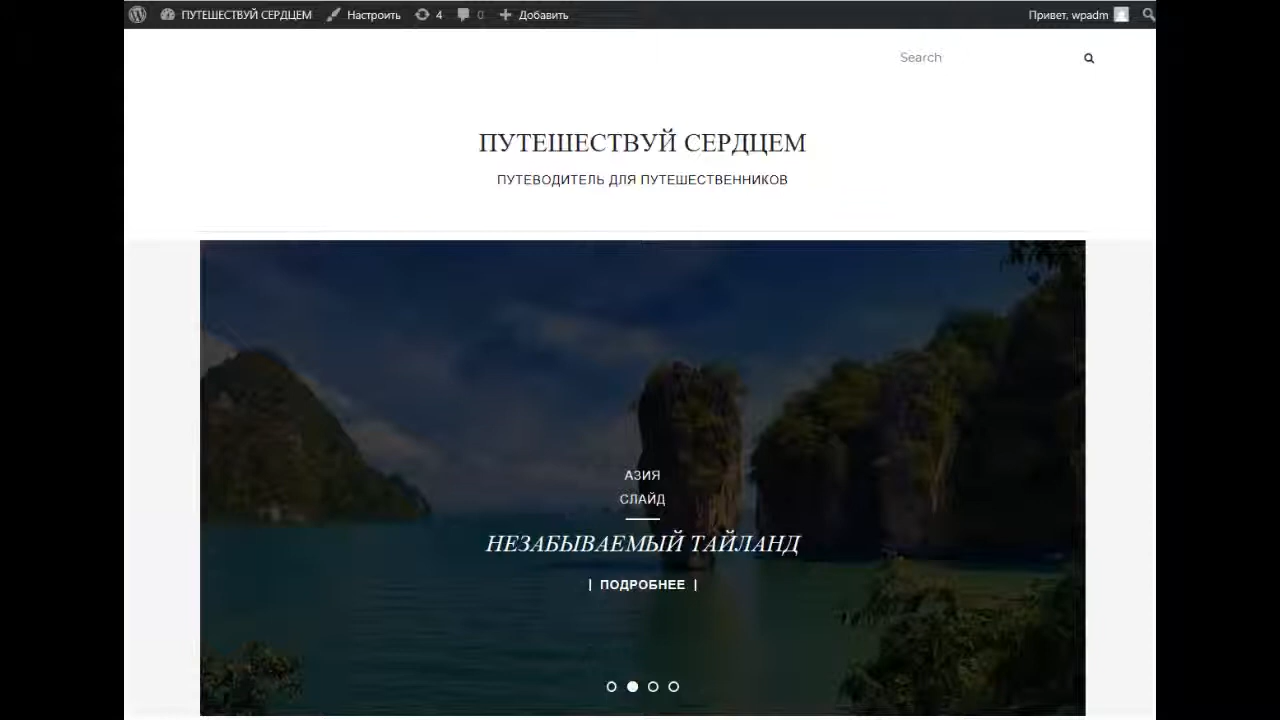 ПУТЕШЕСТВУЙ СЕРДЦЕМ Настроить 4 0 Добавить Привет, wpadm
Search
ПУТЕШЕСТВУЙ СЕРДЦЕМ
ПУТЕВОДИТЕЛЬ ДЛЯ ПУТЕШЕСТВЕННИКОВ
АЗИЯ
СЛАЙД
НЕЗАБЫВАЕМЫЙ ТАЙЛАНД
| ПОДРОБНЕЕ |